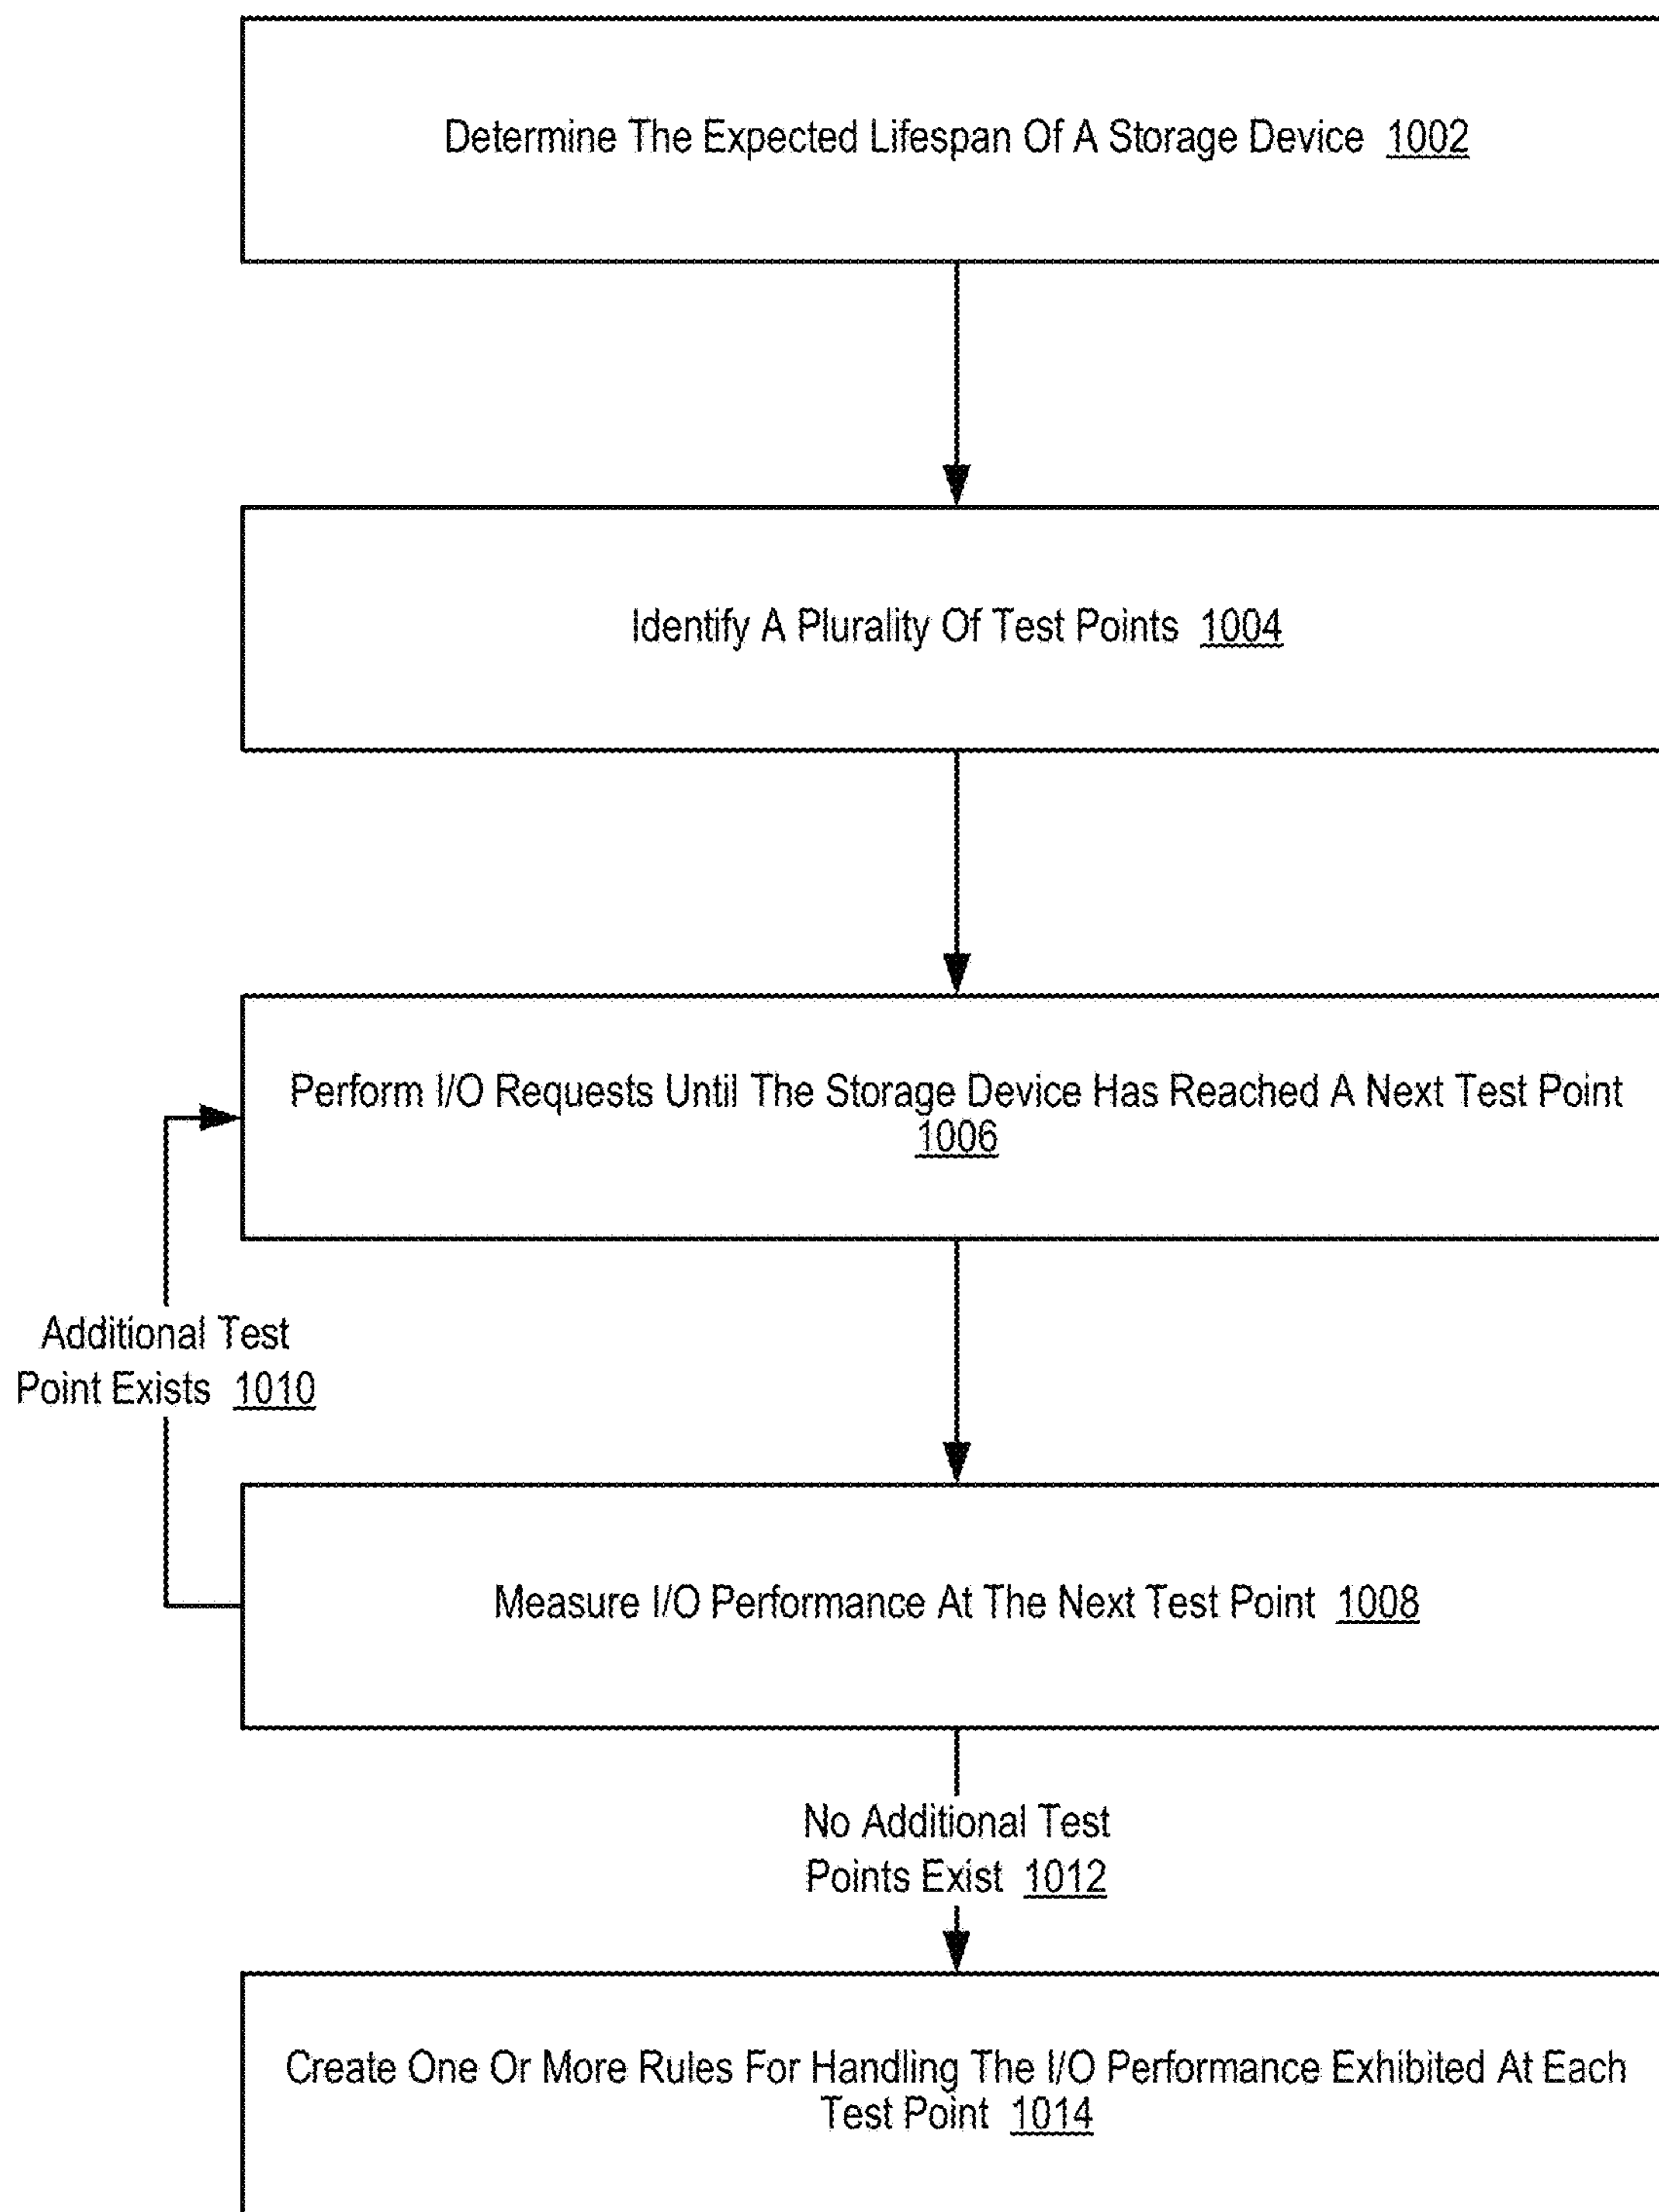 Determine The Expected Lifespan Of A Storage Device 1002
Identify A Plurality Of Test Points 1004
Perform I/O Requests Until The Storage Device Has Reached A Next Test Point
1006
Additional Test
Point Exists 1010
Measure I/O Performance At The Next Test Point 1008
No Additional Test
Points Exist 1012
Create One Or More Rules For Handling The I/O Performance Exhibited At Each
Test Point 1014